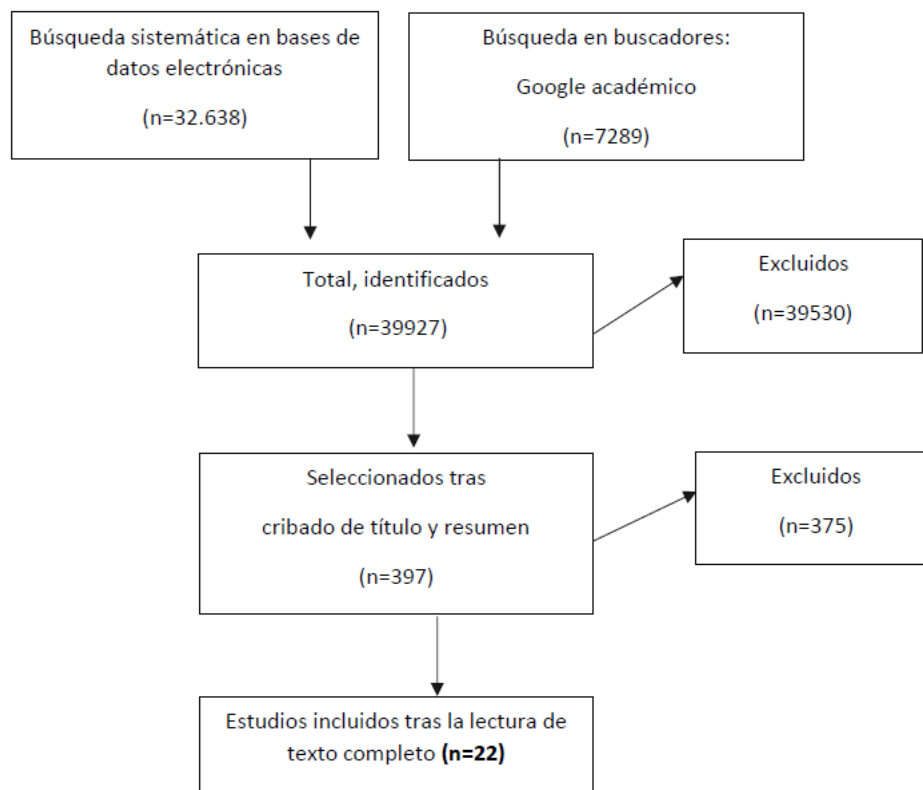 Búsqueda sistemática en bases de
datos electrónicas
(n=32.638)
Búsqueda en buscadores:
Google académico
(n=7289)
Total, identificados
(n=39927)
Excluidos
(n=39530)
Seleccionados tras
cribado de título y resumen
(n=397)
Excluidos
(n=375)
Estudios incluidos tras la lectura de
texto completo (n=22)